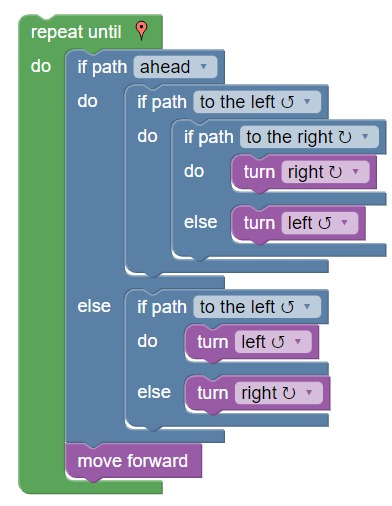 repeat until
do if path ahead ▾
do if path to the left ↺ ▾
do if path to the right ↻ ▾
do turn right ↻ ▾
else turn left ↺ ▾
else if path to the left ↺ ▾
do turn left ↺ ▾
else turn right ↻ ▾
move forward